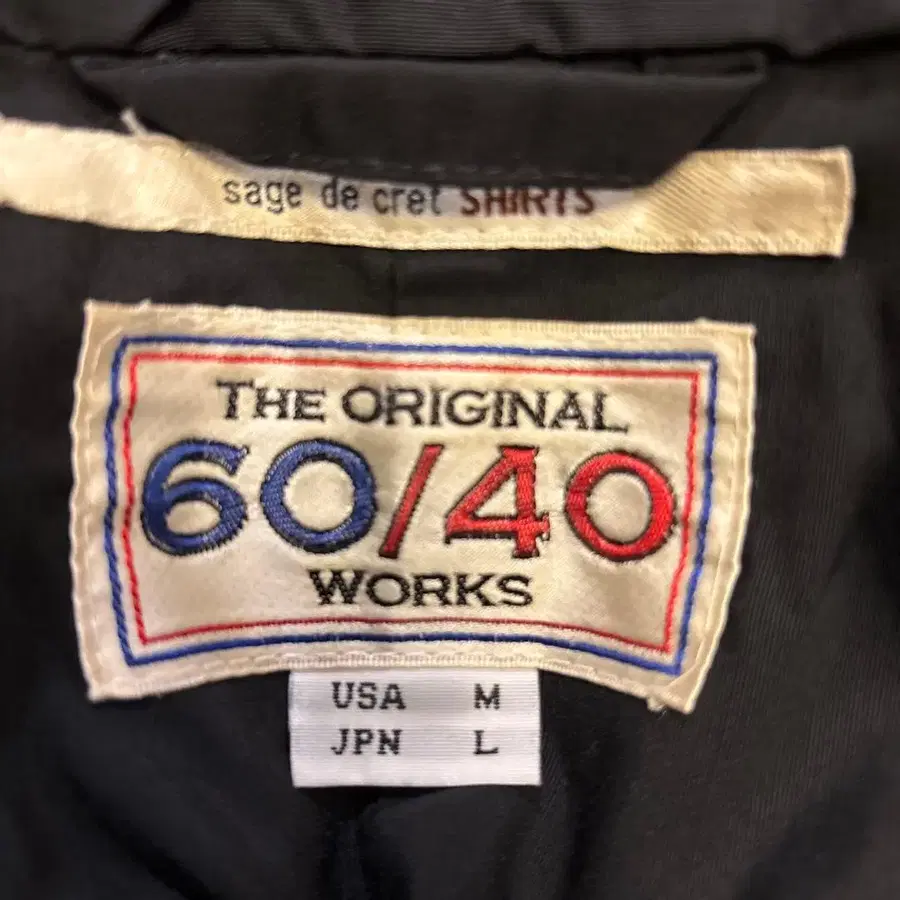 sage de cret SHIRTS
THE ORIGINAL
60/40
WORKS
USA M
JPN L